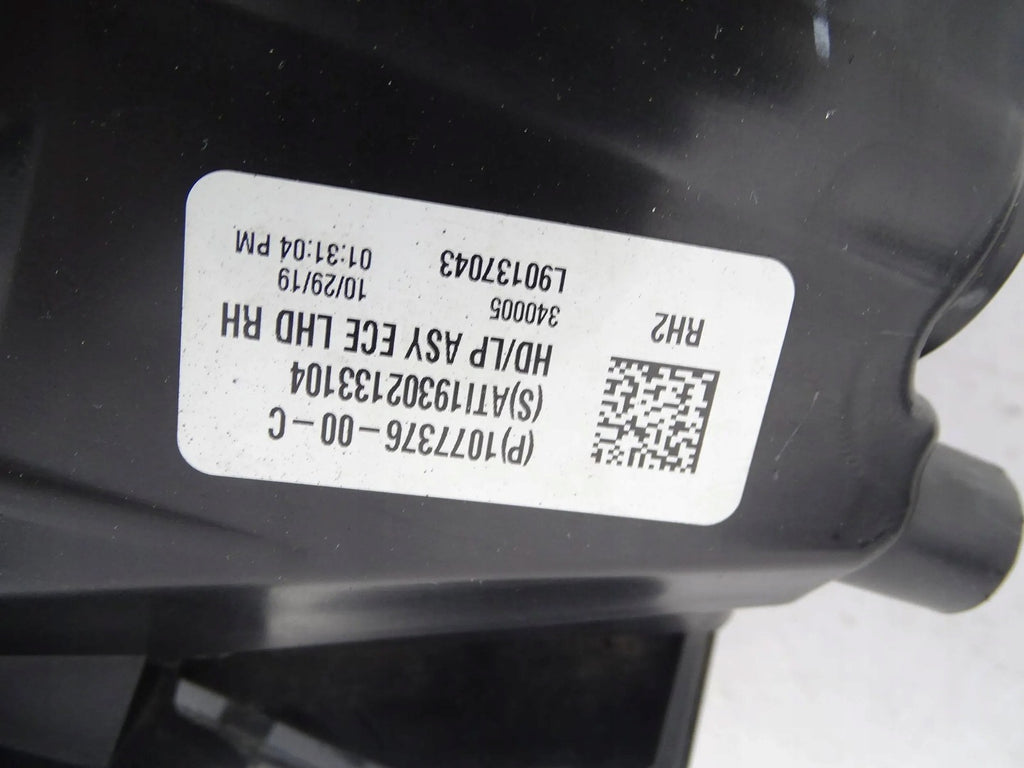 (P)1077376-00-C
(S)ATI19302133104
HD/LP ASY ECE LHD RH
340005 10/29/19
RH2 L90137043 01:31:04 PM